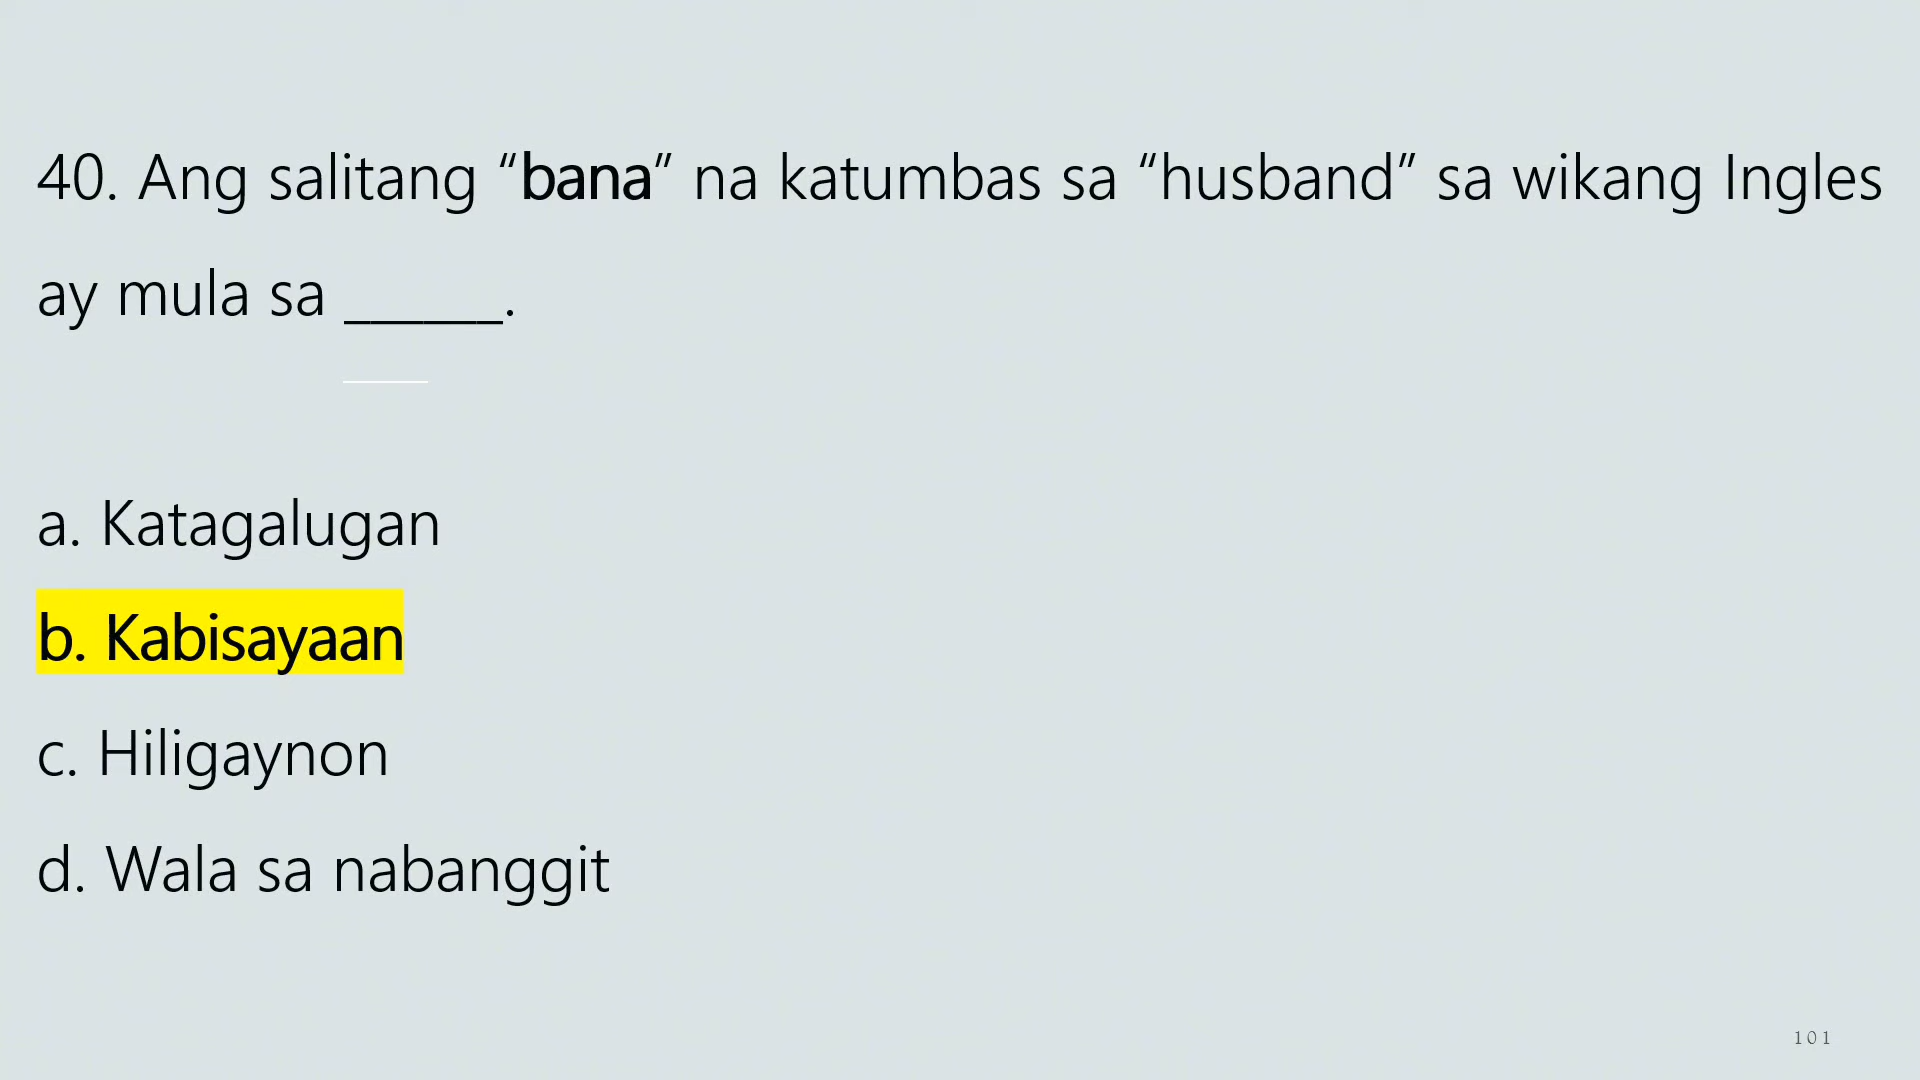 40. Ang salitang “bana” na katumbas sa “husband” sa wikang Ingles
ay mula sa ______.
a. Katagalugan
b. Kabisayaan
c. Hiligaynon
d. Wala sa nabanggit
101